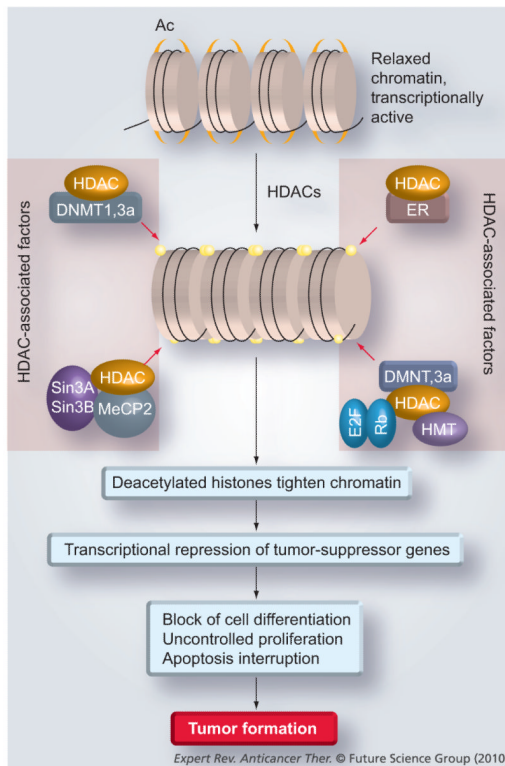 Ac
Relaxed
chromatin,
transcriptionally
active
HDACs
HDAC-associated factors
HDAC
DNMT1,3a
HDAC
ER
HDAC-associated factors
Sin3A
Sin3B
HDAC
MeCP2
DMNT,3a
HDAC
E2F
Rb
HMT
Deacetylated histones tighten chromatin
Transcriptional repression of tumor-suppressor genes
Block of cell differentiation
Uncontrolled proliferation
Apoptosis interruption
Tumor formation
Expert Rev. Anticancer Ther. © Future Science Group (2010